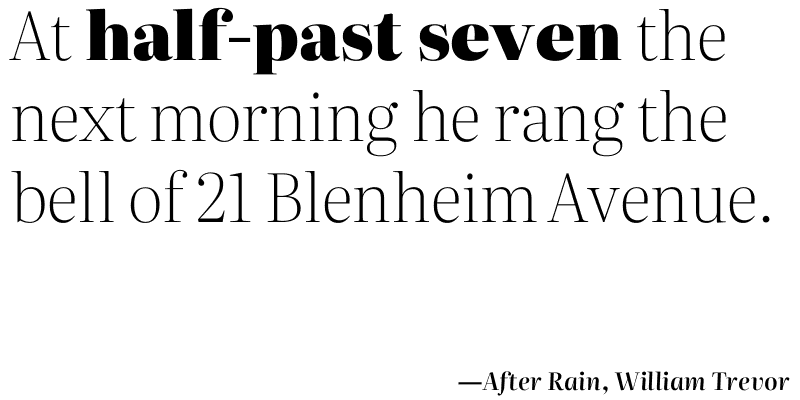 At half-past seven the
next morning he rang the
bell of 21 Blenheim Avenue.
—After Rain, William Trevor